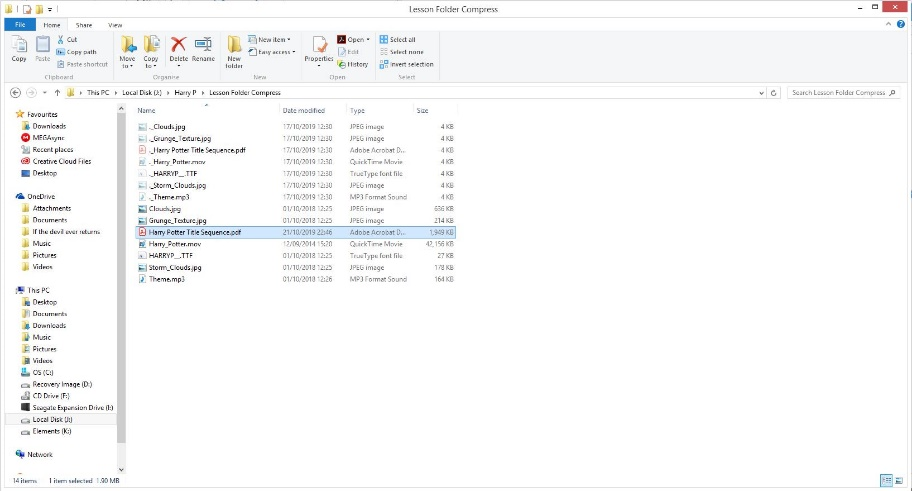 Lesson Folder Compress
File Home Share View
Copy Paste Cut Copy path Paste shortcut Move to Copy to Delete Rename New folder New item Easy access Properties Open Edit History Select all Select none Invert selection
Clipboard Organise New Open Select
This PC Local Disk (J:) Harry P Lesson Folder Compress Search Lesson Folder Compress
Favourites
Downloads
MEGAsync
Recent places
Creative Cloud Files
Desktop
OneDrive
Attachments
Documents
If the devil ever returns
Music
Pictures
Videos
This PC
Desktop
Documents
Downloads
Music
Pictures
Videos
OS (C:)
Recovery Image (D:)
CD Drive (F:)
Seagate Expansion Drive (I:)
Local Disk (J:)
Elements (K:)
Network
Name Date modified Type Size
._Clouds.jpg 17/10/2019 12:30 JPEG image 4 KB
._Grunge_Texture.jpg 17/10/2019 12:30 JPEG image 4 KB
._Harry Potter Title Sequence.pdf 17/10/2019 12:30 Adobe Acrobat D... 4 KB
._Harry_Potter.mov 17/10/2019 12:30 QuickTime Movie 4 KB
._HARRYP__.TTF 17/10/2019 12:30 TrueType font file 4 KB
._Storm_Clouds.jpg 17/10/2019 12:30 JPEG image 4 KB
._Theme.mp3 17/10/2019 12:30 MP3 Format Sound 4 KB
Clouds.jpg 01/10/2018 12:25 JPEG image 636 KB
Grunge_Texture.jpg 01/10/2018 12:25 JPEG image 314 KB
Harry Potter Title Sequence.pdf 21/10/2019 22:46 Adobe Acrobat D... 1,949 KB
Harry_Potter.mov 12/09/2014 15:20 QuickTime Movie 42,156 KB
HARRYP__.TTF 01/10/2018 12:25 TrueType font file 27 KB
Storm_Clouds.jpg 01/10/2018 12:25 JPEG image 178 KB
Theme.mp3 01/10/2018 12:26 MP3 Format Sound 164 KB
14 items 1 item selected 1.90 MB